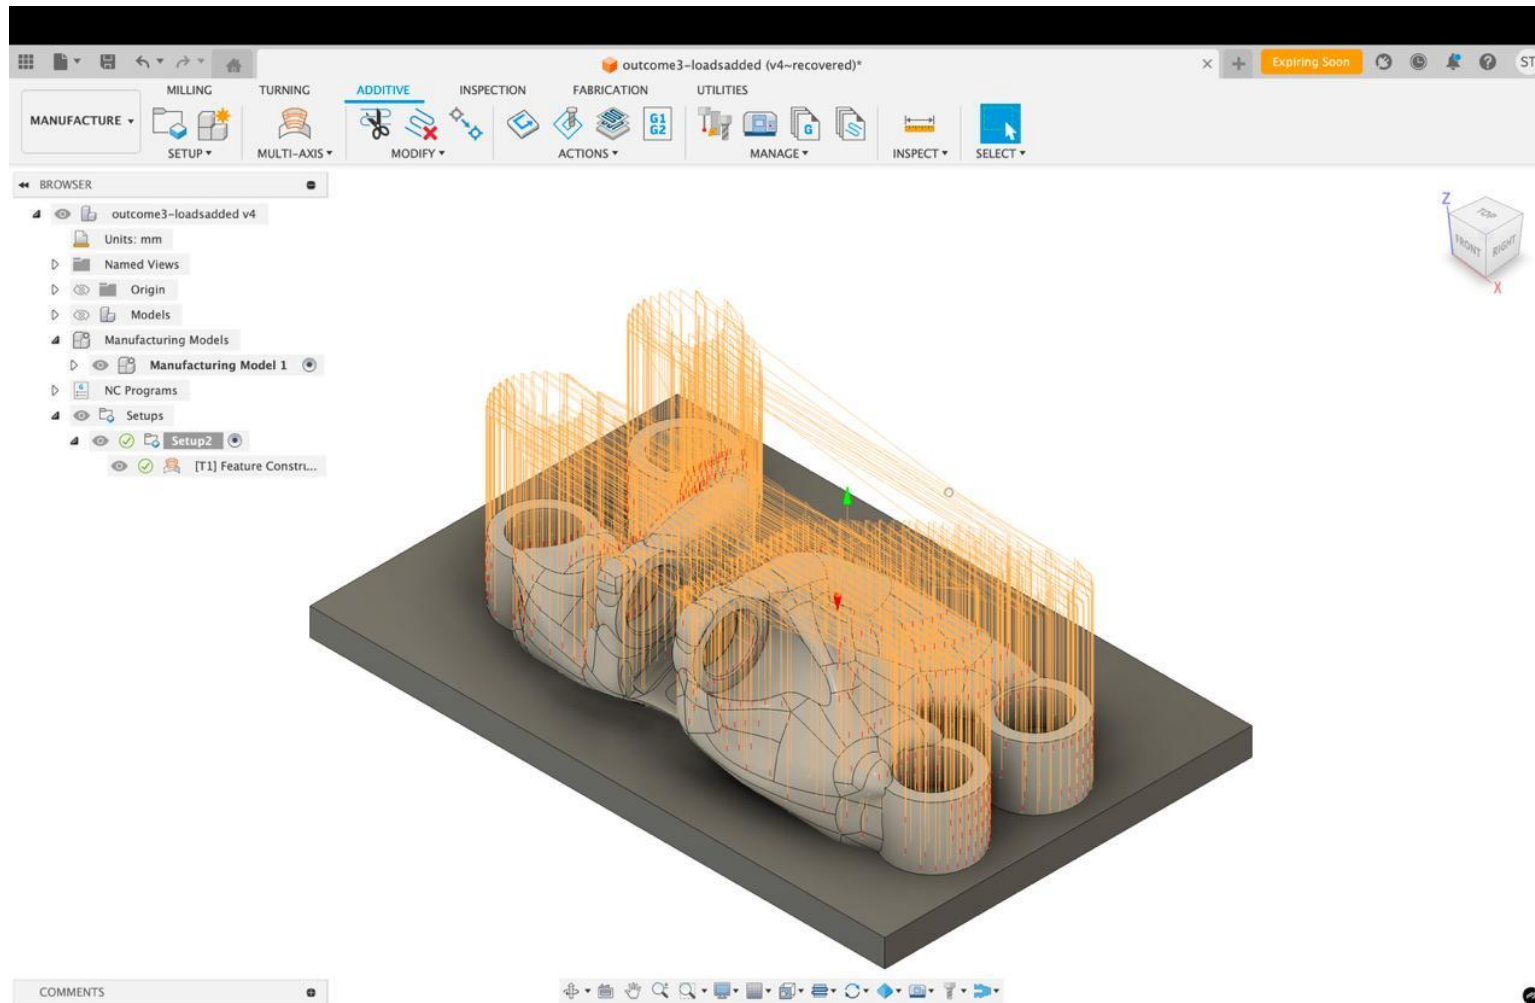 outcome3-loadsadded (v4~recovered)*
Expiring Soon
ST
MILLING TURNING ADDITIVE INSPECTION FABRICATION UTILITIES
MANUFACTURE
G1
G2
G
SETUP MULTI-AXIS MODIFY ACTIONS MANAGE INSPECT SELECT
BROWSER
outcome3-loadsadded v4
Units: mm
Named Views
Origin
Models
Manufacturing Models
Manufacturing Model 1
NC Programs
Setups
Setup2
[T1] Feature Constru...
Z
TOP
FRONT
RIGHT
X
COMMENTS